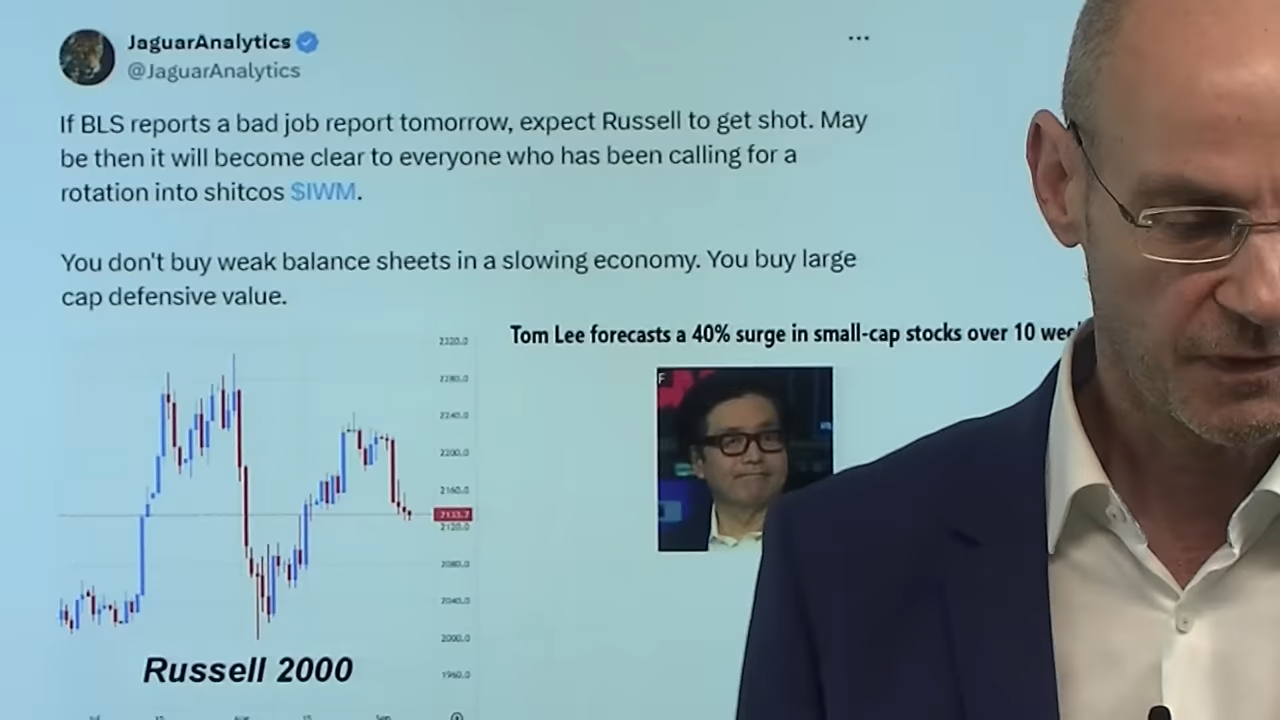 JaguarAnalytics
@JaguarAnalytics
If BLS reports a bad job report tomorrow, expect Russell to get shot. May
be then it will become clear to everyone who has been calling for a
rotation into shitcos $IWM.
You don't buy weak balance sheets in a slowing economy. You buy large
cap defensive value.
Tom Lee forecasts a 40% surge in small-cap stocks over 10
F
2320.0
2280.0
2240.0
2200.0
2160.0
2133.7
2120.0
2080.0
2040.0
2000.0
1960.0
Russell 2000